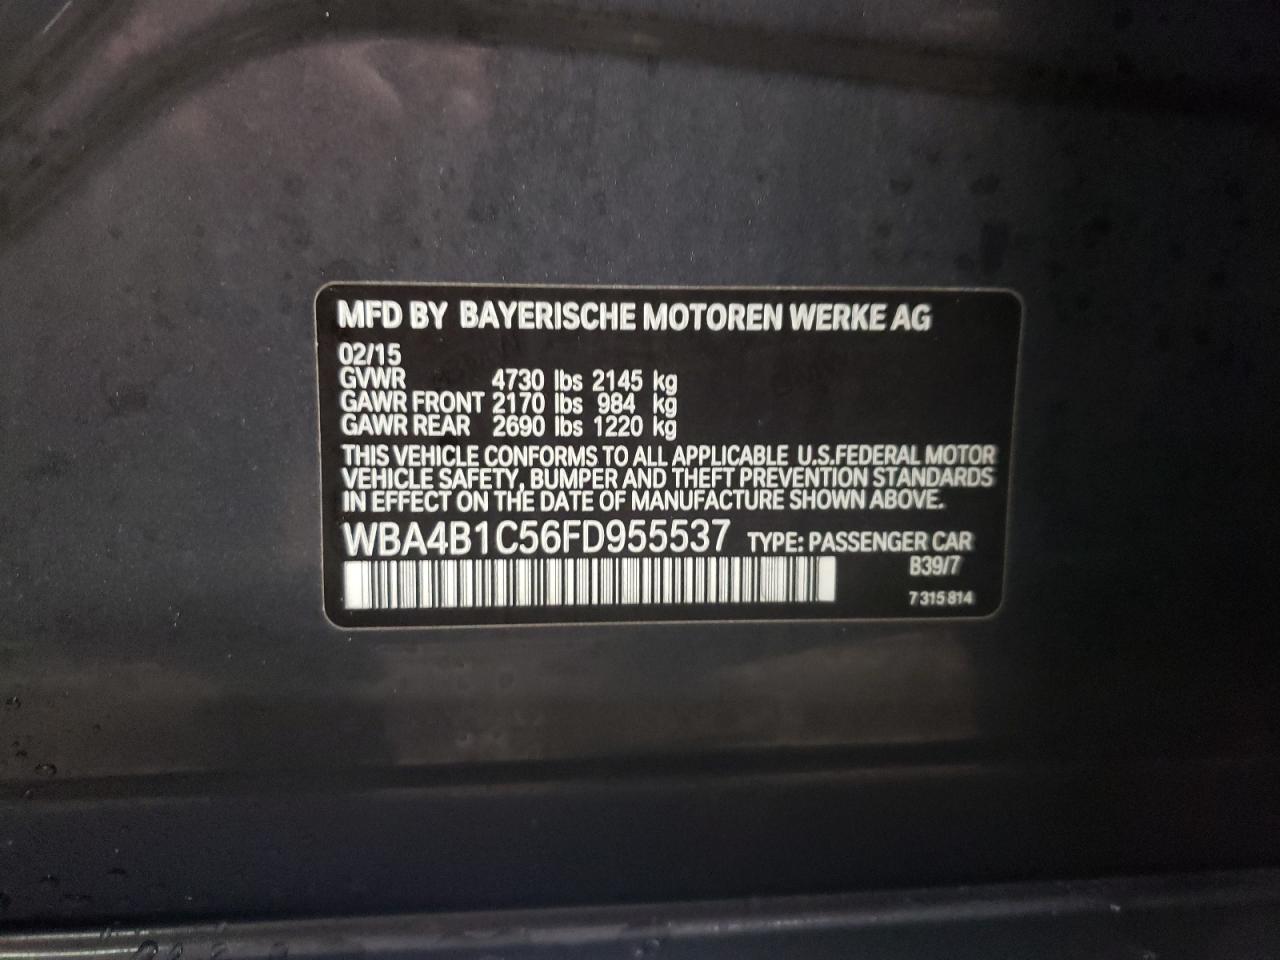 MFD BY BAYERISCHE MOTOREN WERKE AG
02/15
GVWR 4730 lbs 2145 kg
GAWR FRONT 2170 lbs 984 kg
GAWR REAR 2690 lbs 1220 kg
THIS VEHICLE CONFORMS TO ALL APPLICABLE U.S.FEDERAL MOTOR
VEHICLE SAFETY, BUMPER AND THEFT PREVENTION STANDARDS
IN EFFECT ON THE DATE OF MANUFACTURE SHOWN ABOVE.
WBA4B1C56FD955537 TYPE: PASSENGER CAR
B39/7
7 315 814